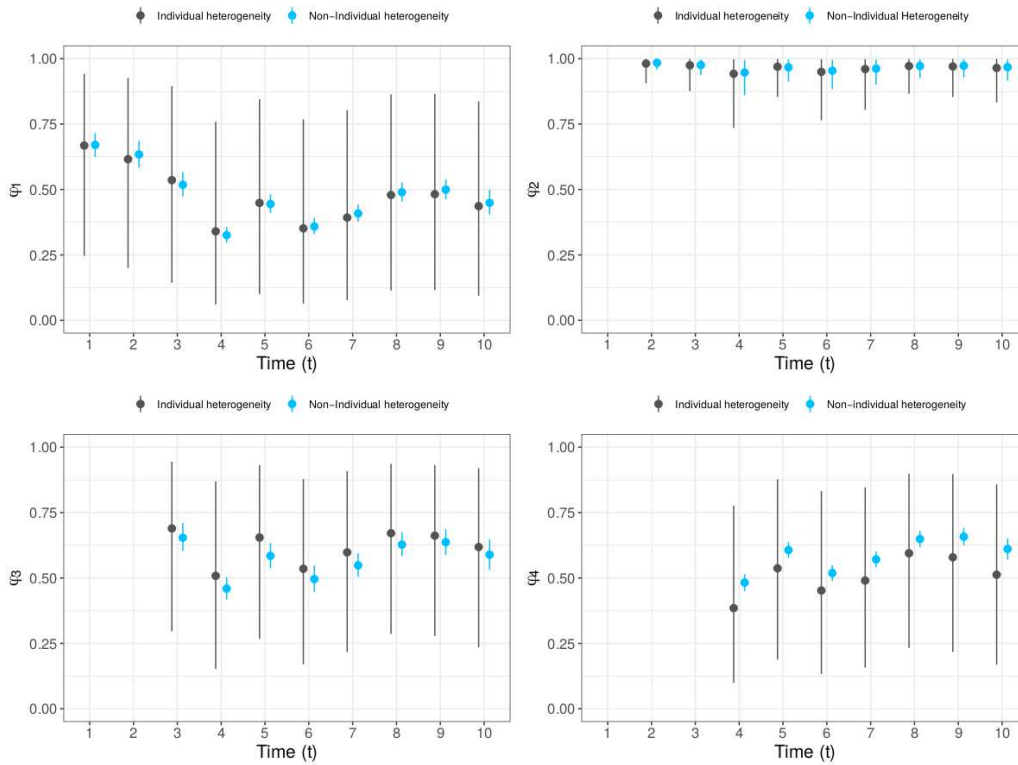 Individual heterogeneity Non−Individual heterogeneity
1.00
0.75
0.50
0.25
0.00
φ1
1 2 3 4 5 6 7 8 9 10
Time (t)
Individual heterogeneity Non−Individual Heterogeneity
1.00
0.75
0.50
0.25
0.00
φ2
1 2 3 4 5 6 7 8 9 10
Time (t)
Individual heterogeneity Non−Individual heterogeneity
1.00
0.75
0.50
0.25
0.00
φ3
1 2 3 4 5 6 7 8 9 10
Time (t)
Individual heterogeneity Non−individual heterogeneity
1.00
0.75
0.50
0.25
0.00
φ4
1 2 3 4 5 6 7 8 9 10
Time (t)